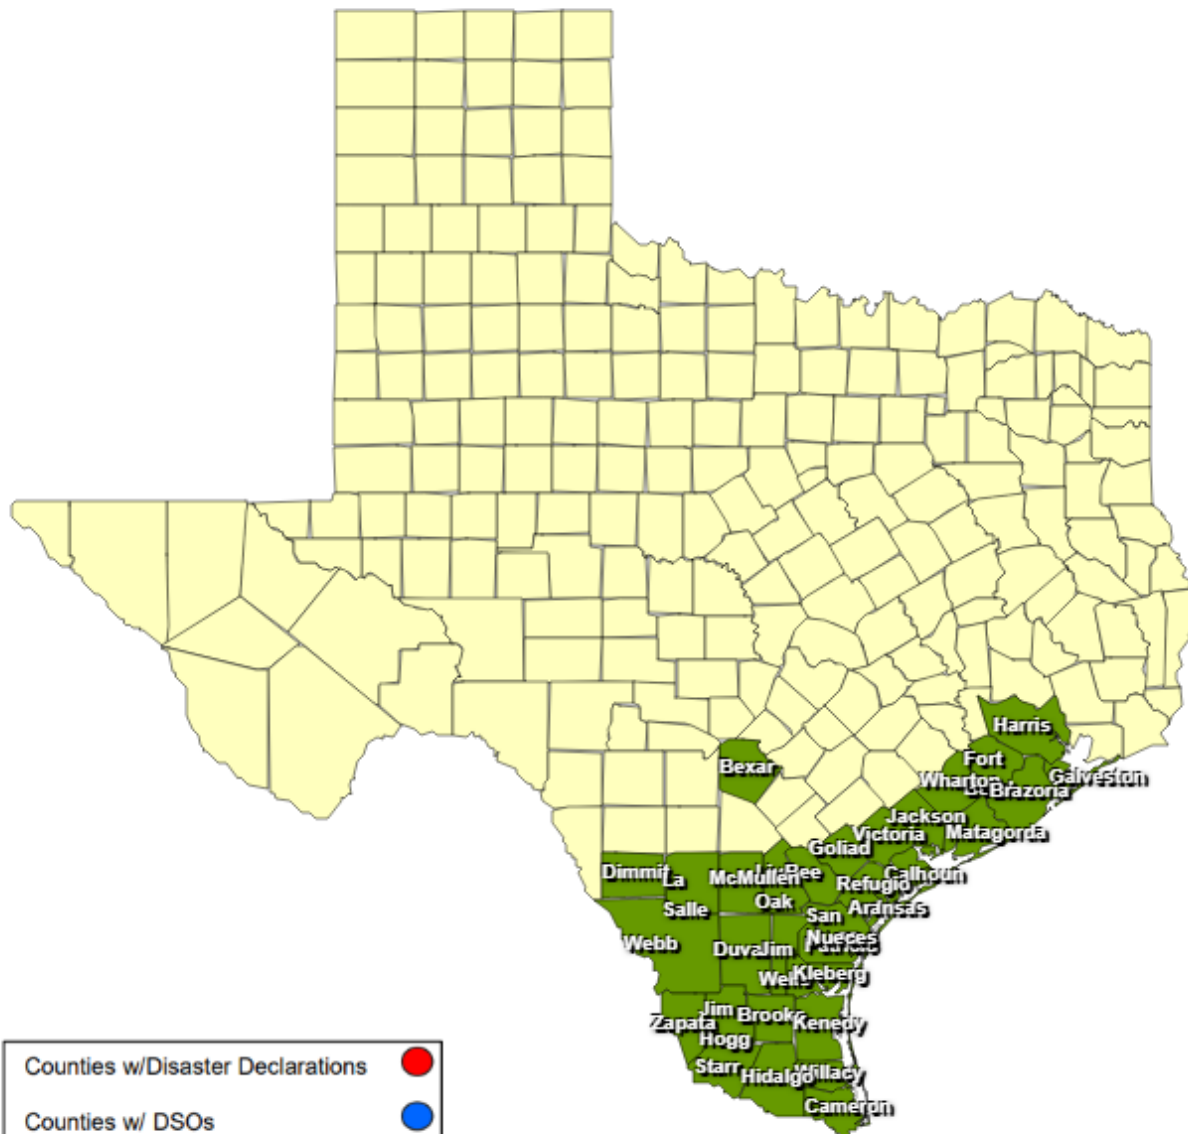 Harris
Fort
Bexar
Galveston
Wharton
Brazoria
Jackson
Victoria
Matagorda
Goliad
Dimmit
La
McMullen
Bee
Calhoun
Refugio
Salle
Oak
San
Aransas
Nueces
Webb
Duval
Jim
Wells
Kleberg
Jim
Brooks
Zapata
Kenedy
Hogg
Starr
Hidalgo
Willacy
Cameron
Counties w/Disaster Declarations
Counties w/ DSOs